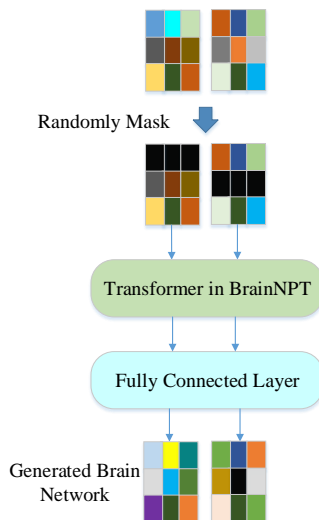 Randomly Mask
Transformer in BrainNPT
Fully Connected Layer
Generated Brain
Network